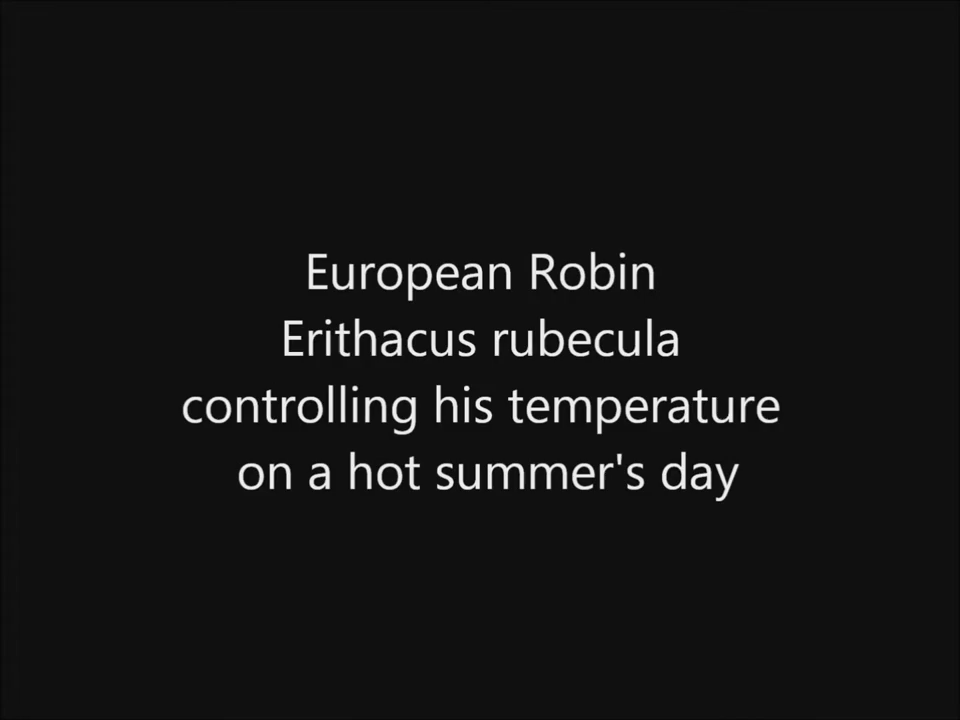 European Robin
Erithacus rubecula
controlling his temperature
on a hot summer's day